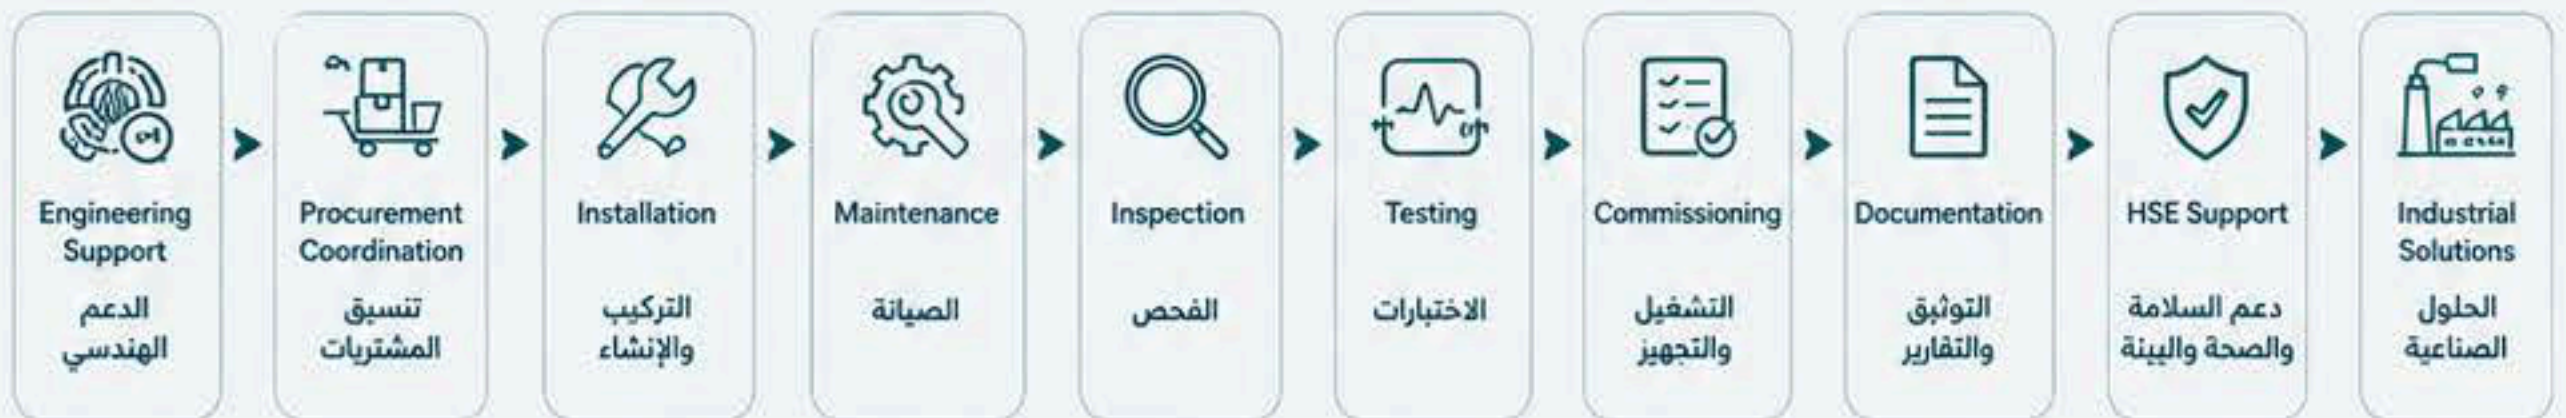 Engineering
Support
الدعم
الهندسي
Procurement
Coordination
تنسيق
المشتريات
Installation
التركيب
والإنشاء
Maintenance
الصيانة
Inspection
الفحص
Testing
الاختبارات
Commissioning
التشغيل
والتجهيز
Documentation
التوثيق
والتقارير
HSE Support
دعم السلامة
والصحة والبيئة
Industrial
Solutions
الحلول
الصناعية